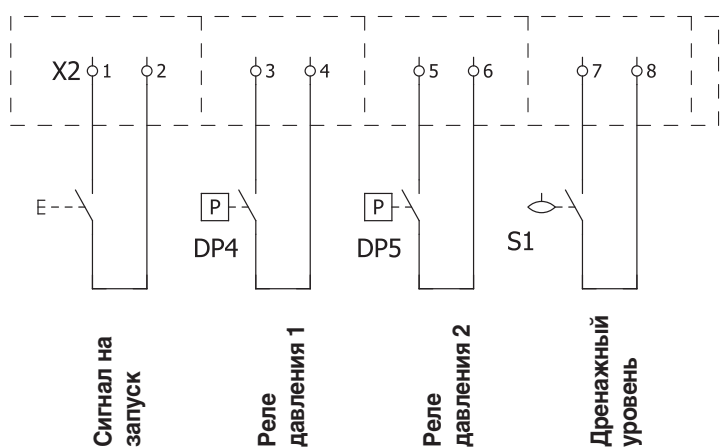 X2 1 2 3 4 5 6 7 8
E P P
DP4 DP5 S1
Сигнал на
запуск
Реле
давления 1
Реле
давления 2
Дренажный
уровень